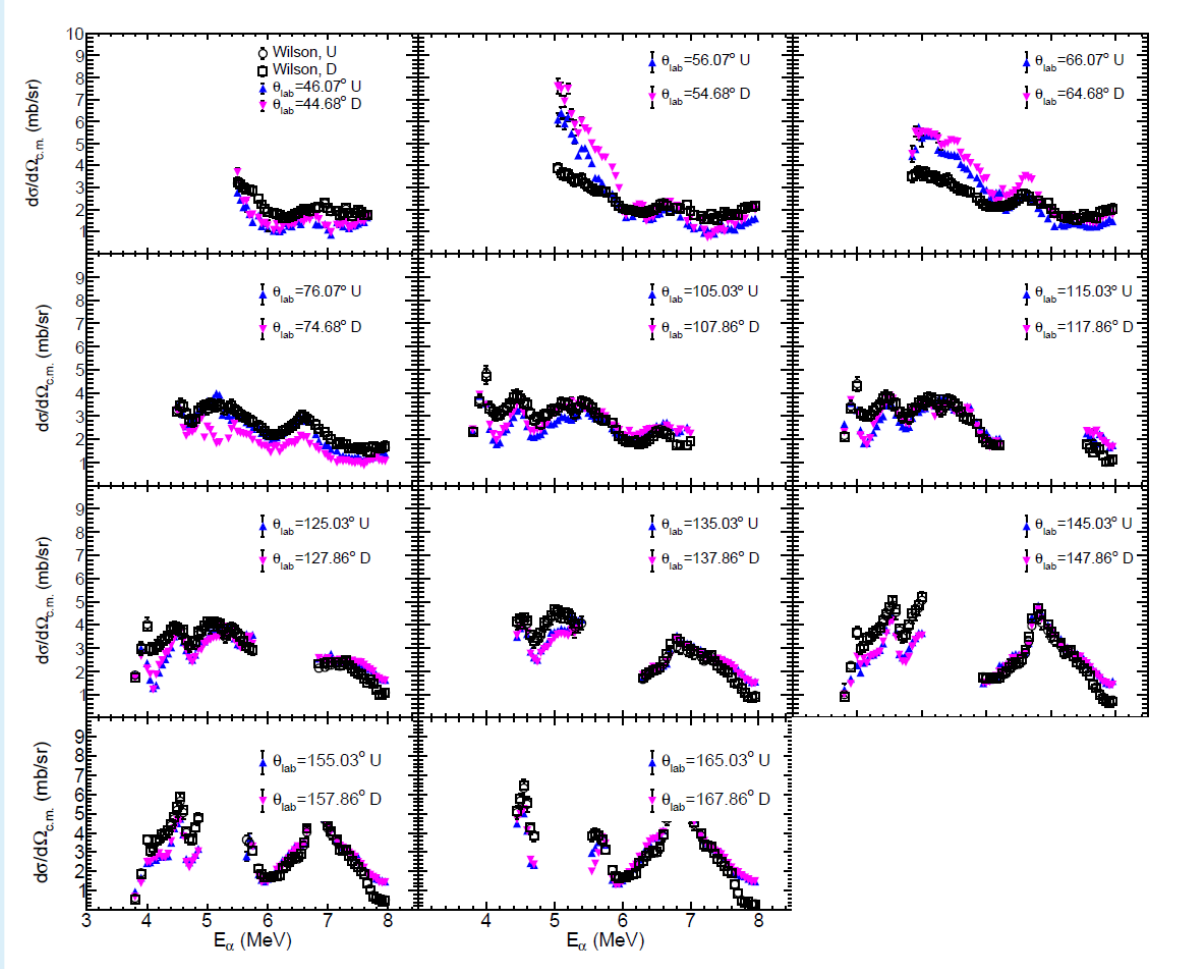 dσ/dΩc.m. (mb/sr)
10
9
8
7
6
5
4
3
2
1
Wilson, U
Wilson, D
θlab=46.07° U
θlab=44.68° D
θlab=56.07° U
θlab=54.68° D
θlab=66.07° U
θlab=64.68° D
dσ/dΩc.m. (mb/sr)
9
8
7
6
5
4
3
2
1
θlab=76.07° U
θlab=74.68° D
θlab=105.03° U
θlab=107.86° D
θlab=115.03° U
θlab=117.86° D
dσ/dΩc.m. (mb/sr)
9
8
7
6
5
4
3
2
1
θlab=125.03° U
θlab=127.86° D
θlab=135.03° U
θlab=137.86° D
θlab=145.03° U
θlab=147.86° D
dσ/dΩc.m. (mb/sr)
9
8
7
6
5
4
3
2
1
θlab=155.03° U
θlab=157.86° D
θlab=165.03° U
θlab=167.86° D
3 4 5 6 7 8 4 5 6 7 8
Eα (MeV) Eα (MeV)